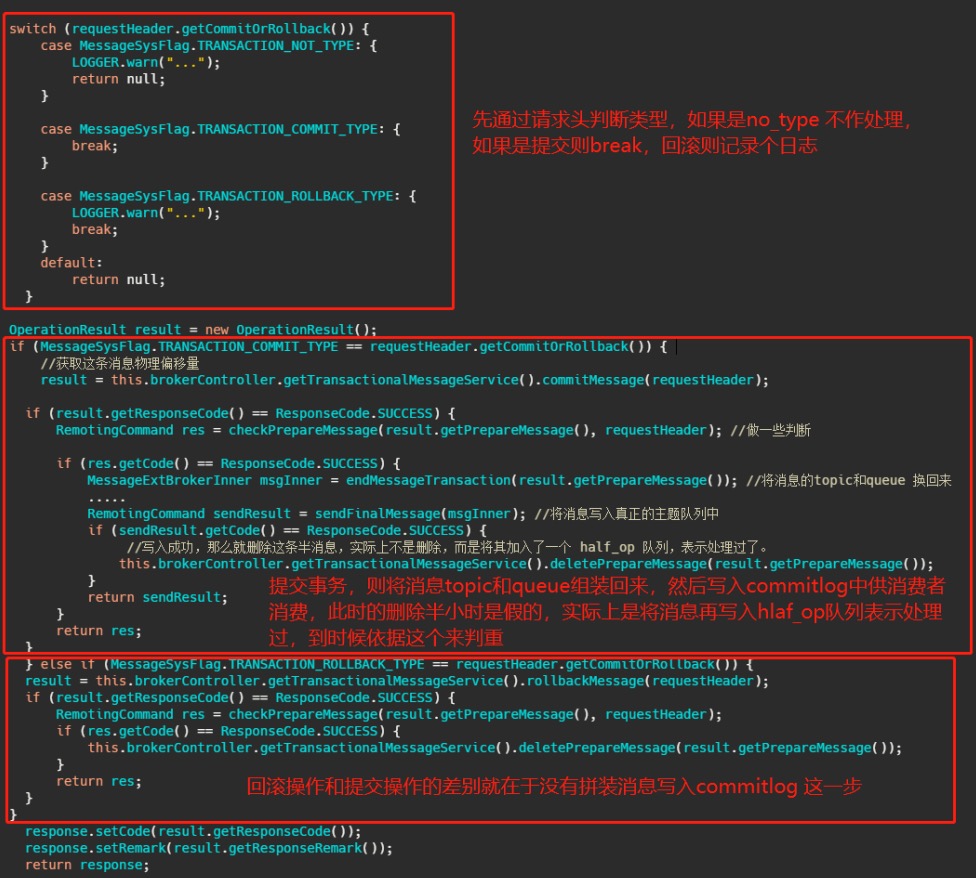 switch (requestHeader.getCommitOrRollback()) {
case MessageSysFlag.TRANSACTION_NOT_TYPE: {
LOGGER.warn("...");
return null;
}
case MessageSysFlag.TRANSACTION_COMMIT_TYPE: {
break;
}
case MessageSysFlag.TRANSACTION_ROLLBACK_TYPE: {
LOGGER.warn("...");
break;
}
default:
return null;
}
先通过请求头判断类型，如果是no_type 不作处理，
如果是提交则break，回滚则记录个日志
OperationResult result = new OperationResult();
if (MessageSysFlag.TRANSACTION_COMMIT_TYPE == requestHeader.getCommitOrRollback()) {
//获取这条消息物理偏移量
result = this.brokerController.getTransactionalMessageService().commitMessage(requestHeader);
if (result.getResponseCode() == ResponseCode.SUCCESS) {
RemotingCommand res = checkPrepareMessage(result.getPrepareMessage(), requestHeader); //做一些判断
if (res.getCode() == ResponseCode.SUCCESS) {
MessageExtBrokerInner msgInner = endMessageTransaction(result.getPrepareMessage()); //将消息的topic和queue 换回来
.....
RemotingCommand sendResult = sendFinalMessage(msgInner); //将消息写入真正的主题队列中
if (sendResult.getCode() == ResponseCode.SUCCESS) {
//写入成功，那么就删除这条半消息，实际上不是删除，而是将其加入了一个 half_op 队列，表示处理过了。
this.brokerController.getTransactionalMessageService().deletePrepareMessage(result.getPrepareMessage());
}
return sendResult;
}
return res;
}
提交事务，则将消息topic和queue组装回来，然后写入commitlog中供消费者
消费，此时的删除半小时是假的，实际上是将消息再写入hlaf_op队列表示处理
过，到时候依据这个来判重
} else if (MessageSysFlag.TRANSACTION_ROLLBACK_TYPE == requestHeader.getCommitOrRollback()) {
result = this.brokerController.getTransactionalMessageService().rollbackMessage(requestHeader);
if (result.getResponseCode() == ResponseCode.SUCCESS) {
RemotingCommand res = checkPrepareMessage(result.getPrepareMessage(), requestHeader);
if (res.getCode() == ResponseCode.SUCCESS) {
this.brokerController.getTransactionalMessageService().deletePrepareMessage(result.getPrepareMessage());
}
return res;
}
}
回滚操作和提交操作的差别就在于没有拼装消息写入commitlog 这一步
response.setCode(result.getResponseCode());
response.setRemark(result.getResponseRemark());
return response;